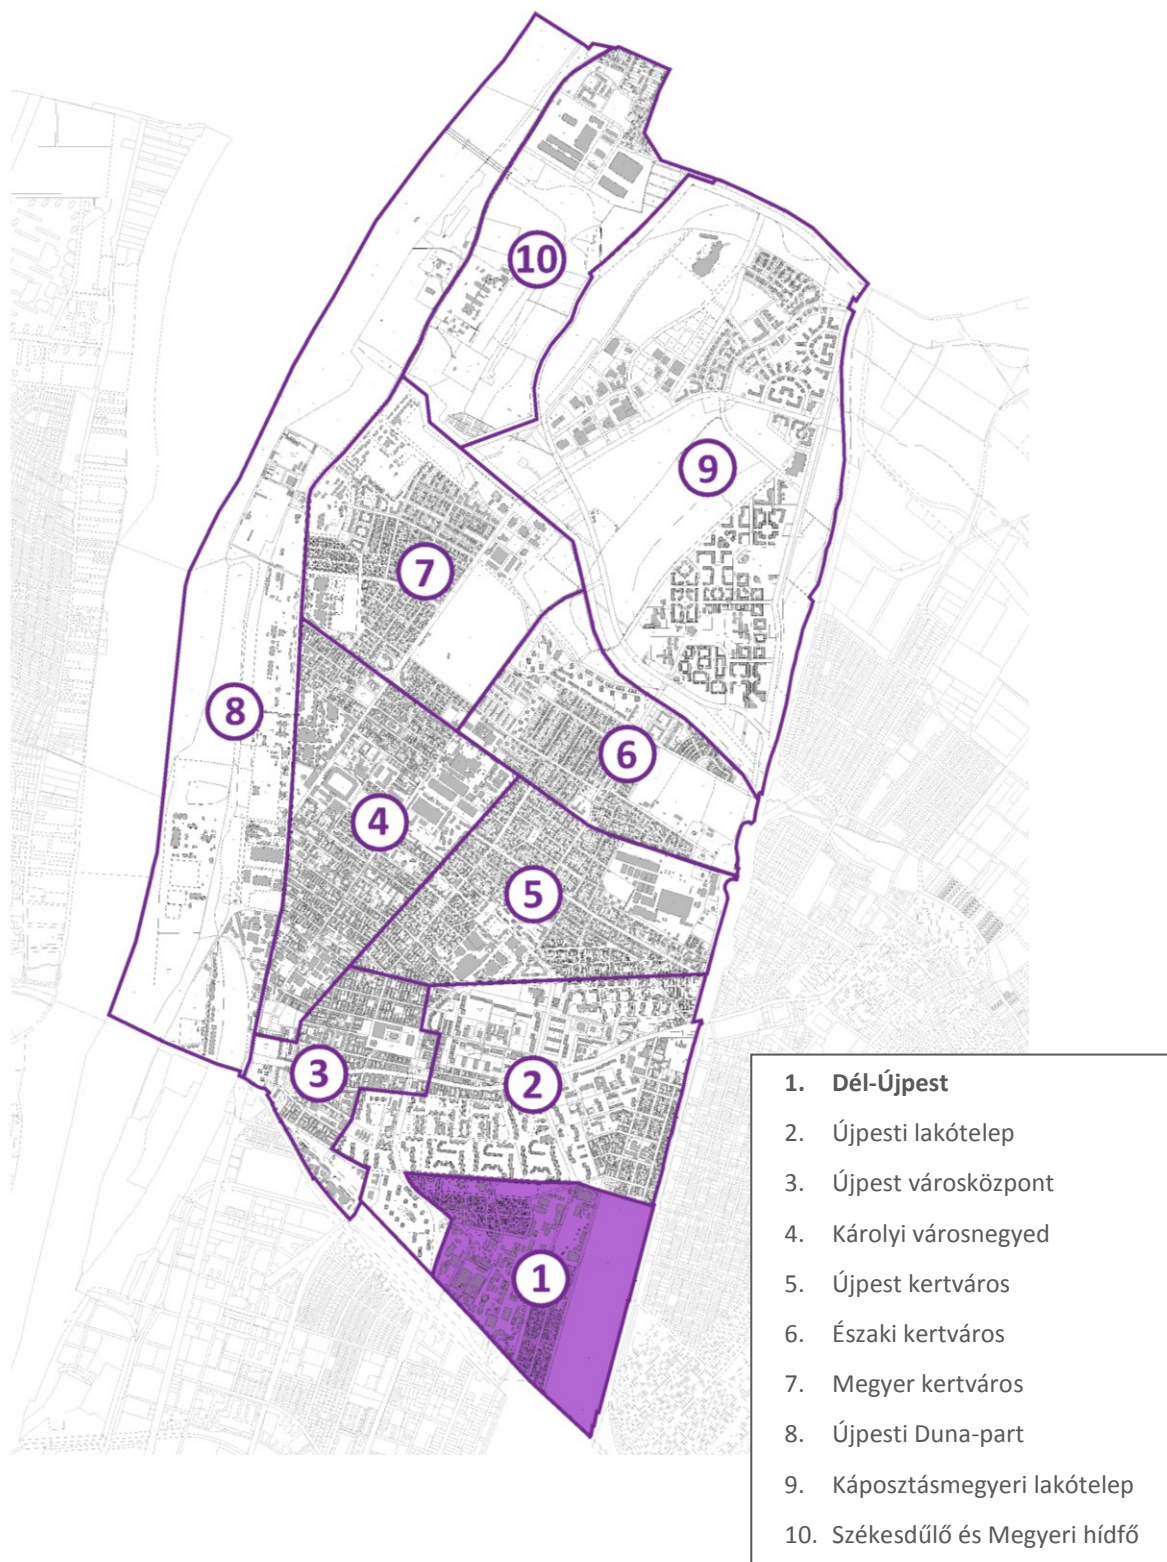 10
9
7
8
6
4
5
3
2
1
1. Dél-Újpest
2. Újpesti lakótelep
3. Újpest városközpont
4. Károlyi városnegyed
5. Újpest kertváros
6. Északi kertváros
7. Megyer kertváros
8. Újpesti Duna-part
9. Káposztásmegyeri lakótelep
10. Székesdűlő és Megyeri hídfő